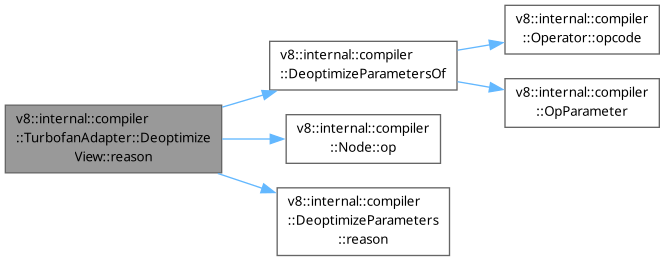 v8::internal::compiler
::TurbofanAdapter::Deoptimize
View::reason
v8::internal::compiler
::DeoptimizeParametersOf
v8::internal::compiler
::Operator::opcode
v8::internal::compiler
::OpParameter
v8::internal::compiler
::Node::op
v8::internal::compiler
::DeoptimizeParameters
::reason